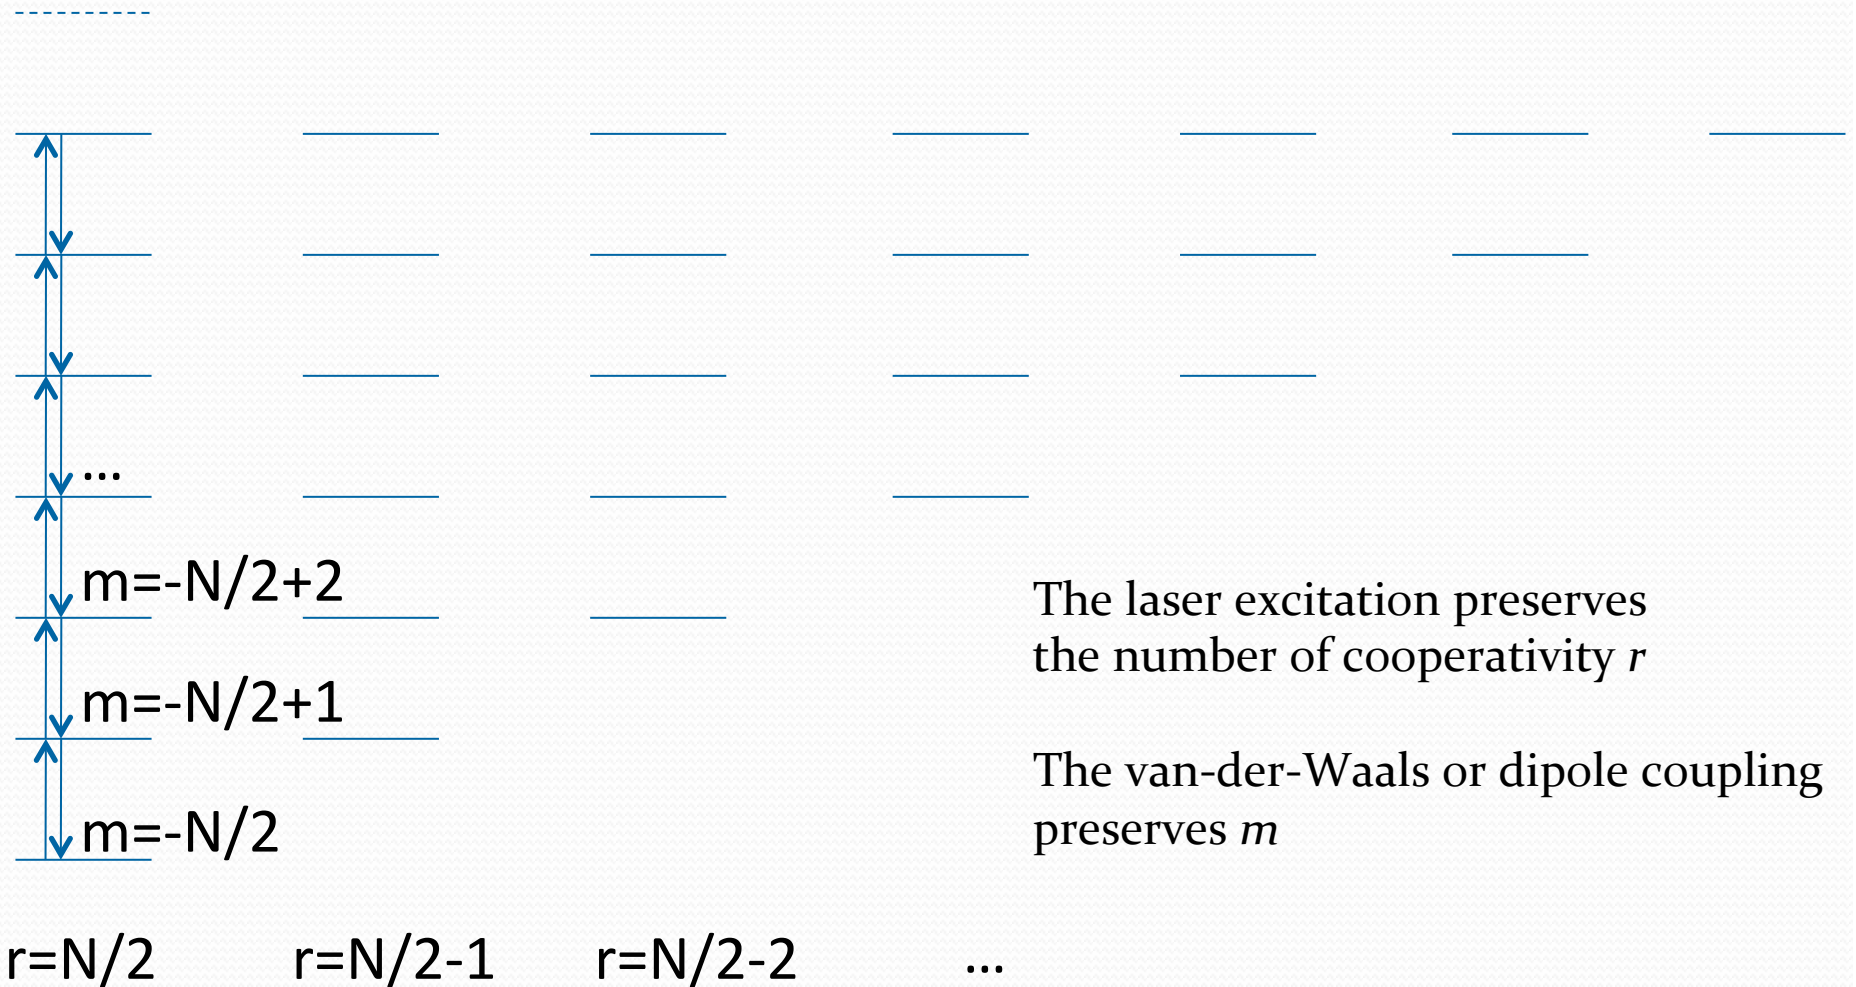 ...
m=-N/2+2
m=-N/2+1
m=-N/2
The laser excitation preserves
the number of cooperativity r
The van-der-Waals or dipole coupling
preserves m
r=N/2 r=N/2-1 r=N/2-2 ...